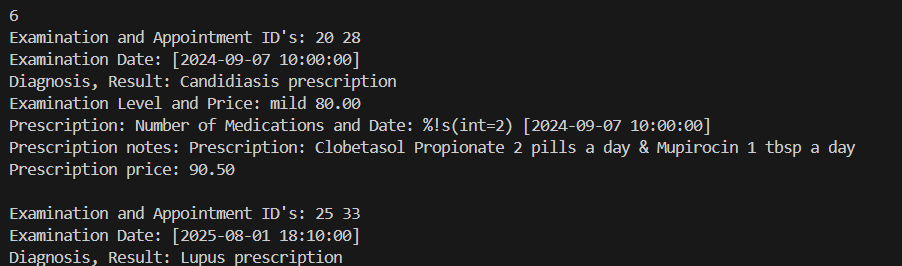 6
Examination and Appointment ID's: 20 28
Examination Date: [2024-09-07 10:00:00]
Diagnosis, Result: Candidiasis prescription
Examination Level and Price: mild 80.00
Prescription: Number of Medications and Date: %!s(int=2) [2024-09-07 10:00:00]
Prescription notes: Prescription: Clobetasol Propionate 2 pills a day & Mupirocin 1 tbsp a day
Prescription price: 90.50

Examination and Appointment ID's: 25 33
Examination Date: [2025-08-01 18:10:00]
Diagnosis, Result: Lupus prescription